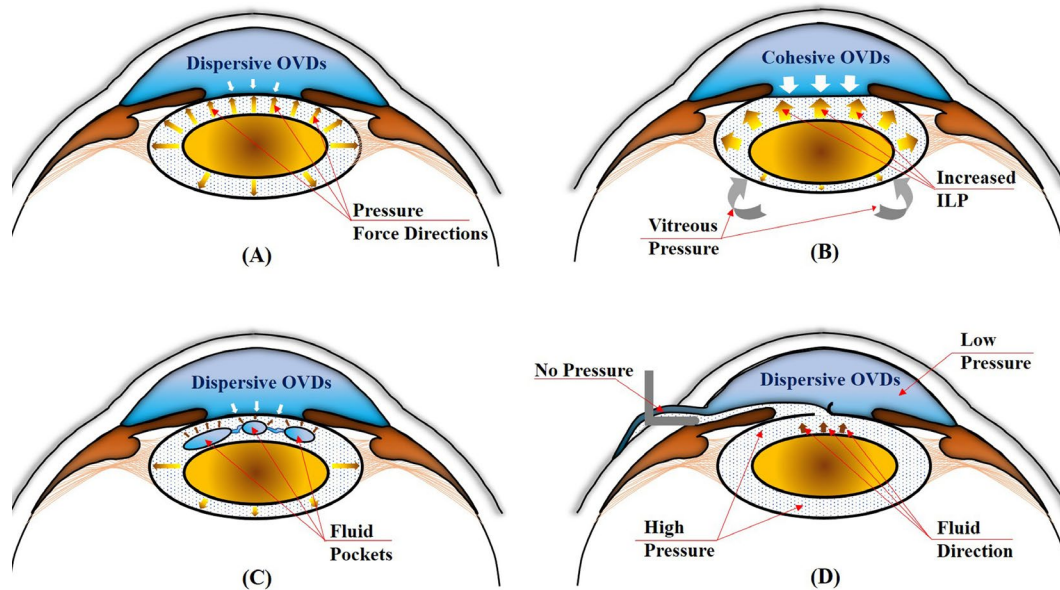 Dispersive OVDs
Pressure
Force Directions
(A)
Cohesive OVDs
Increased
ILP
Vitreous
Pressure
(B)
Dispersive OVDs
Fluid
Pockets
(C)
Low
Pressure
No Pressure
Dispersive OVDs
High
Pressure
Fluid
Direction
(D)